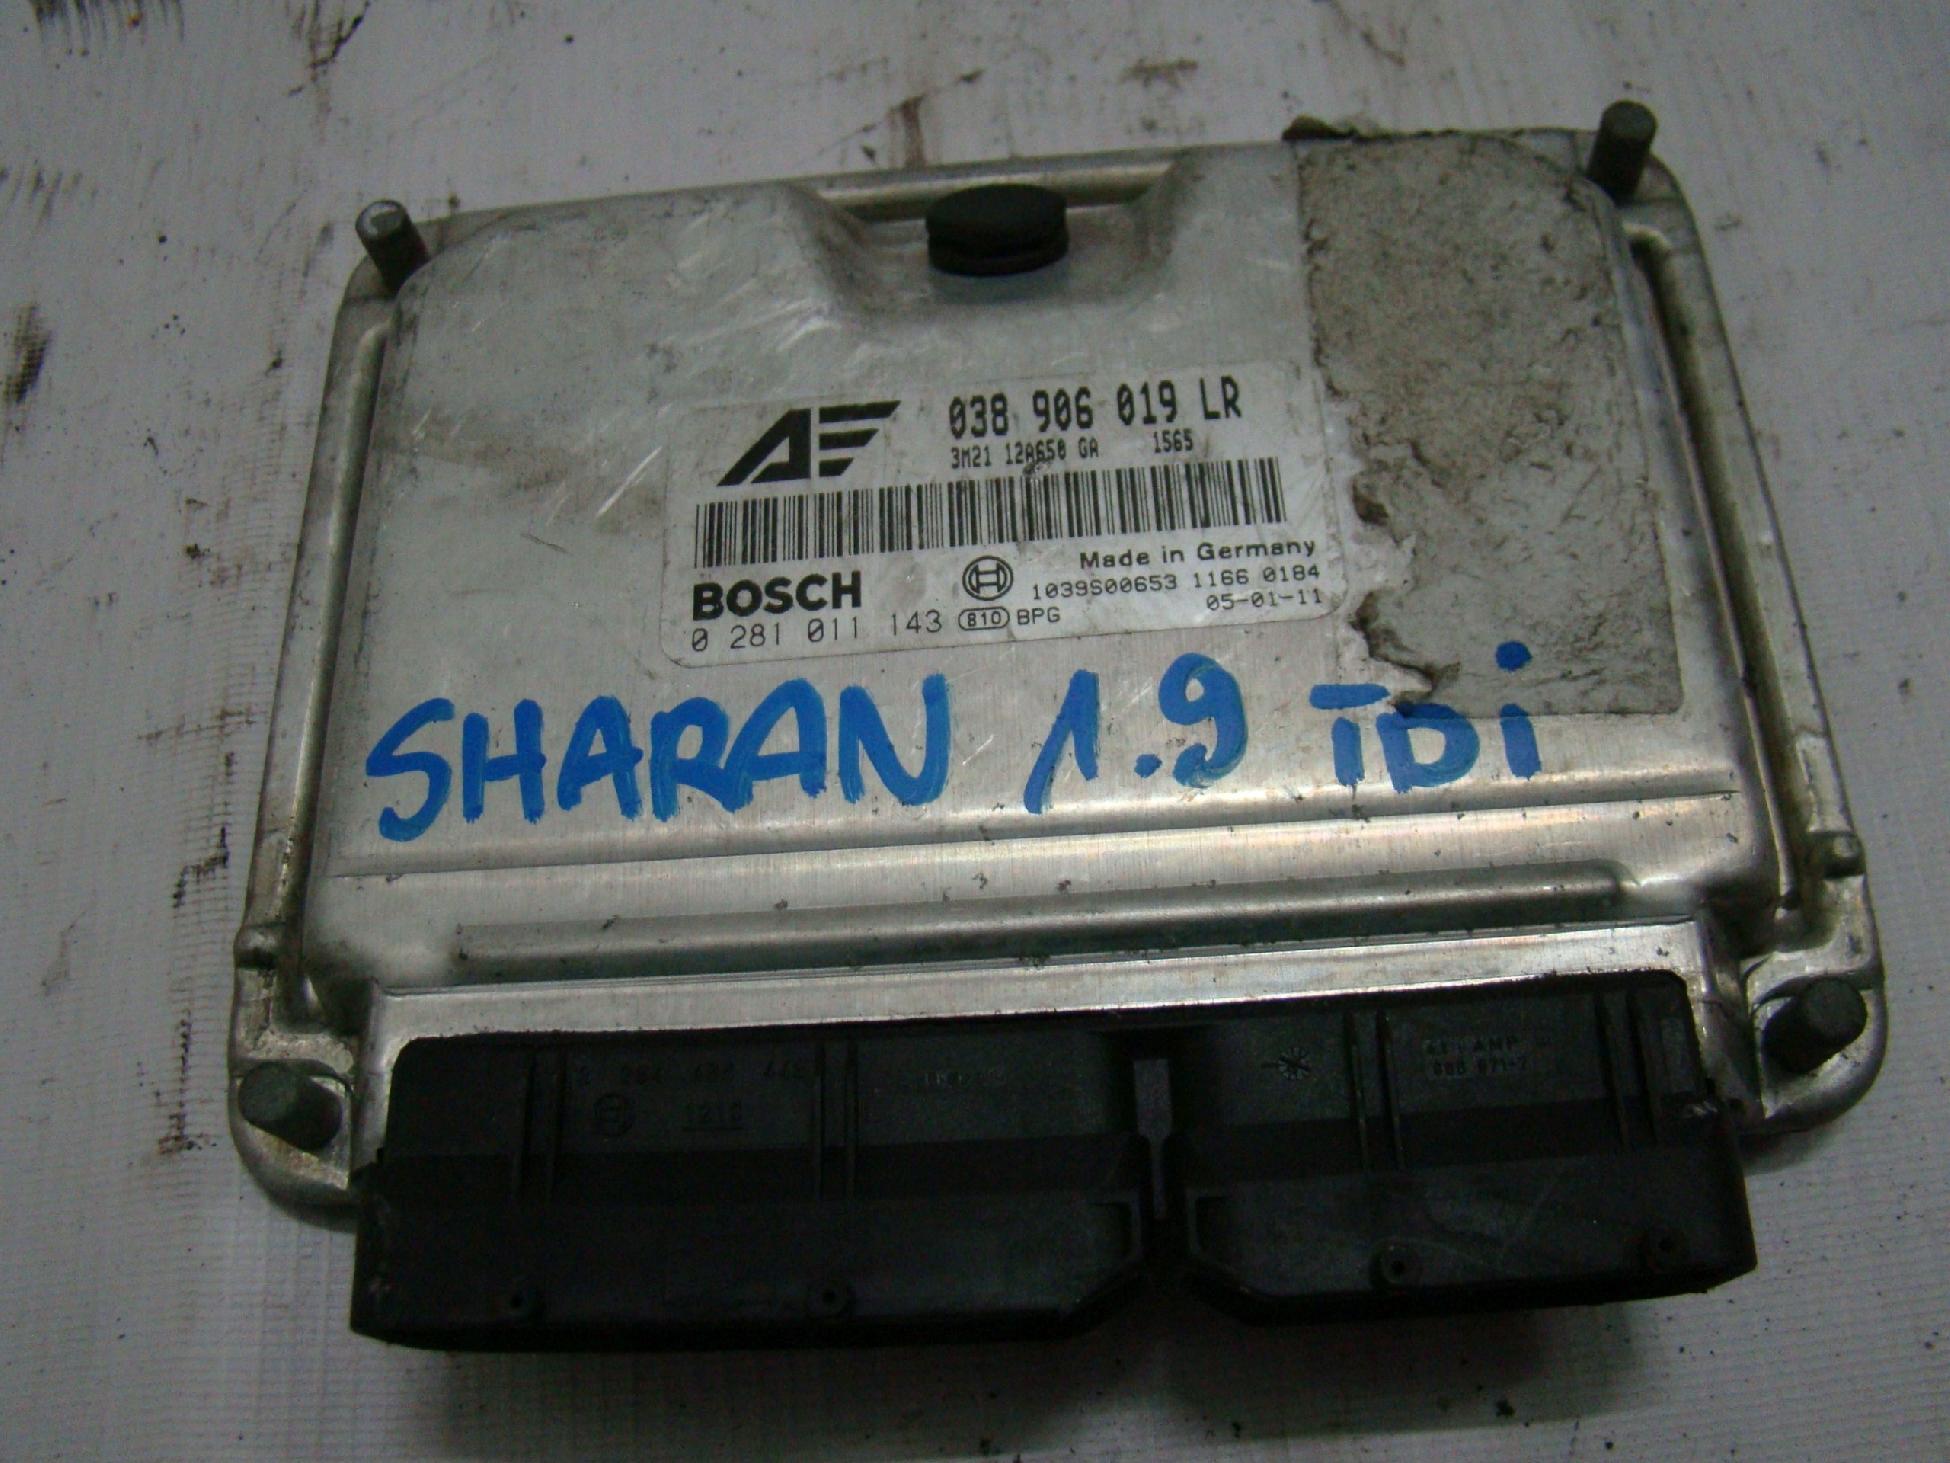 AF 038 906 019 LR
3M21 12A650 GA 1565
Made in Germany
BOSCH 1039S00653 1166 0184
0 281 011 143 810 BPG 05-01-11
SHARAN 1.9 TDi
AMP